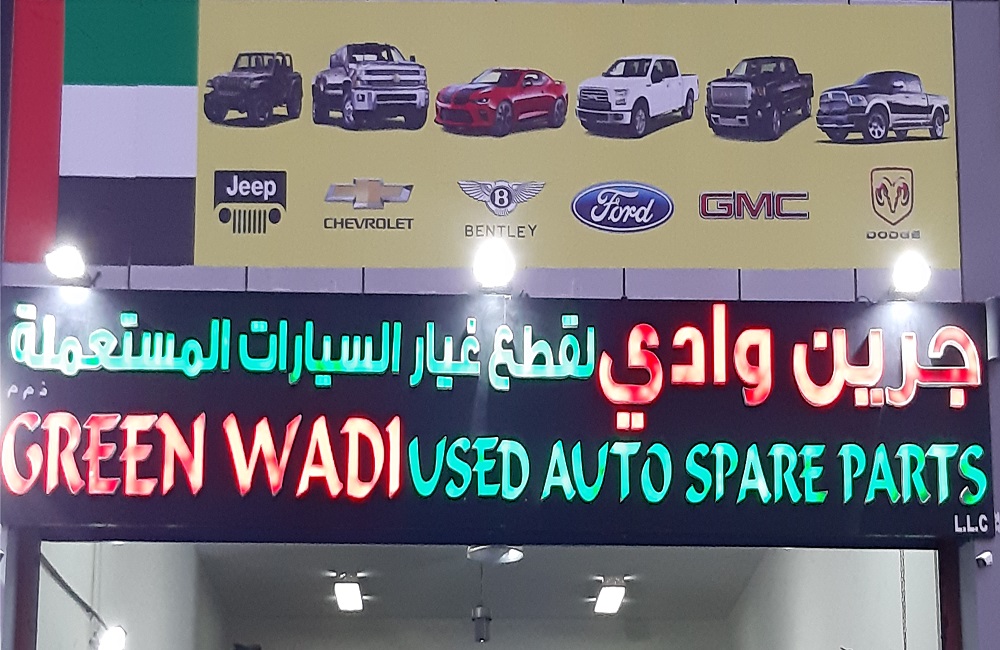 Jeep
CHEVROLET
B
BENTLEY
Ford
GMC
DODGE
جرين وادي لقطع غيار السيارات المستعملة
ذ م م
GREEN WADI USED AUTO SPARE PARTS
L.L.C